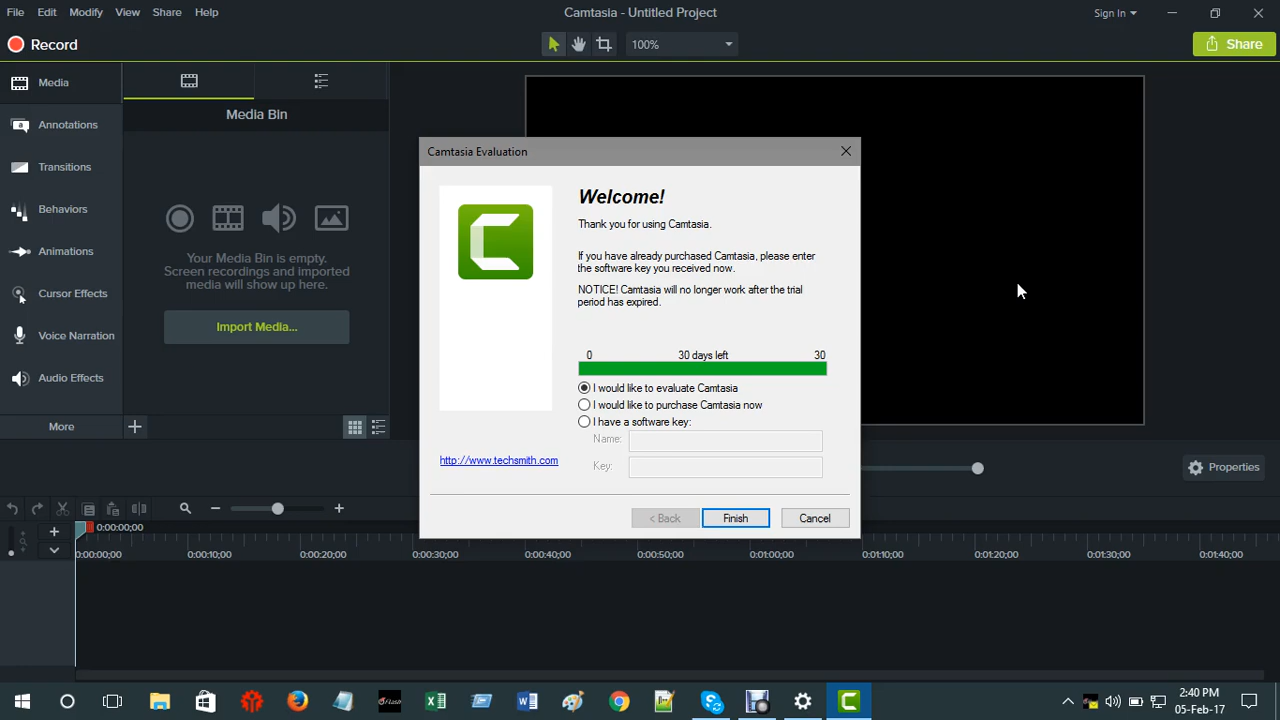 File Edit Modify View Share Help
Camtasia - Untitled Project
Sign In
Record
100%
Share
Media
Annotations
Transitions
Behaviors
Animations
Cursor Effects
Voice Narration
Audio Effects
More
Media Bin
Your Media Bin is empty.
Screen recordings and imported
media will show up here.
Import Media...
Camtasia Evaluation
Welcome!
Thank you for using Camtasia.
If you have already purchased Camtasia, please enter
the software key you received now.
NOTICE! Camtasia will no longer work after the trial
period has expired.
0 30 days left 30
I would like to evaluate Camtasia
I would like to purchase Camtasia now
I have a software key:
Name:
Key:
http://www.techsmith.com
< Back Finish Cancel
Properties
0:00:00;00
0:00:00;00 0:00:10;00 0:00:20;00 0:00:30;00 0:00:40;00 0:00:50;00 0:01:00;00 0:01:10;00 0:01:20;00 0:01:30;00 0:01:40;00
2:40 PM
05-Feb-17